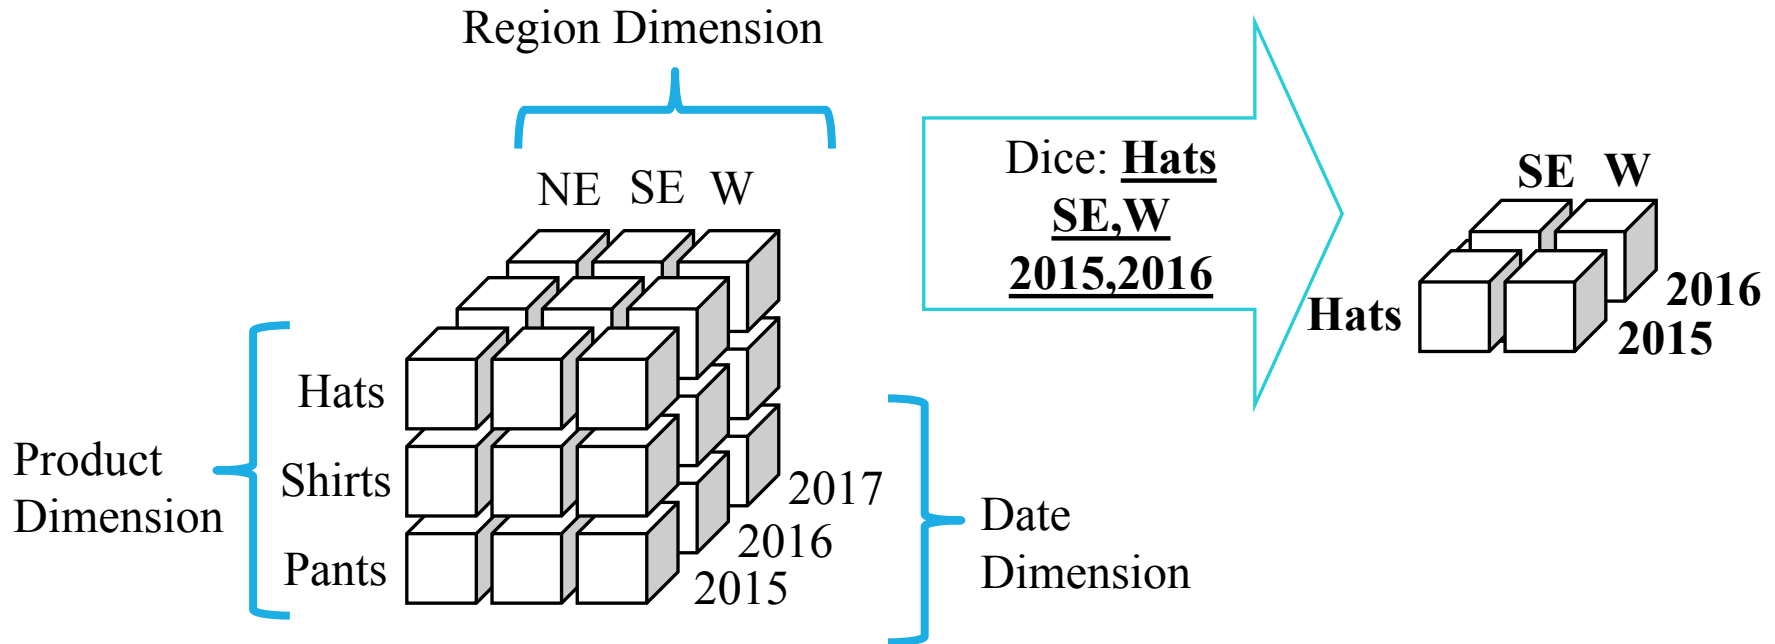 Region Dimension
NE SE W
Dice: Hats
SE,W
2015,2016
SE W
Hats
2016
2015
Hats
Shirts
Pants
Product
Dimension
2017
2016
2015
Date
Dimension